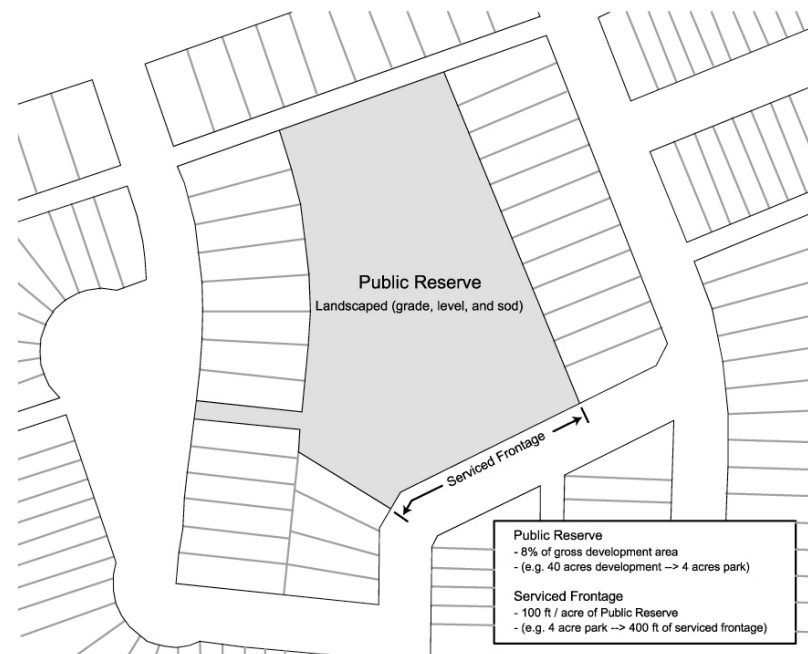 Public Reserve
Landscaped (grade, level, and sod)
Serviced Frontage
Public Reserve
- 8% of gross development area
- (e.g. 40 acres development --> 4 acres park)
Serviced Frontage
- 100 ft / acre of Public Reserve
- (e.g. 4 acre park --> 400 ft of serviced frontage)